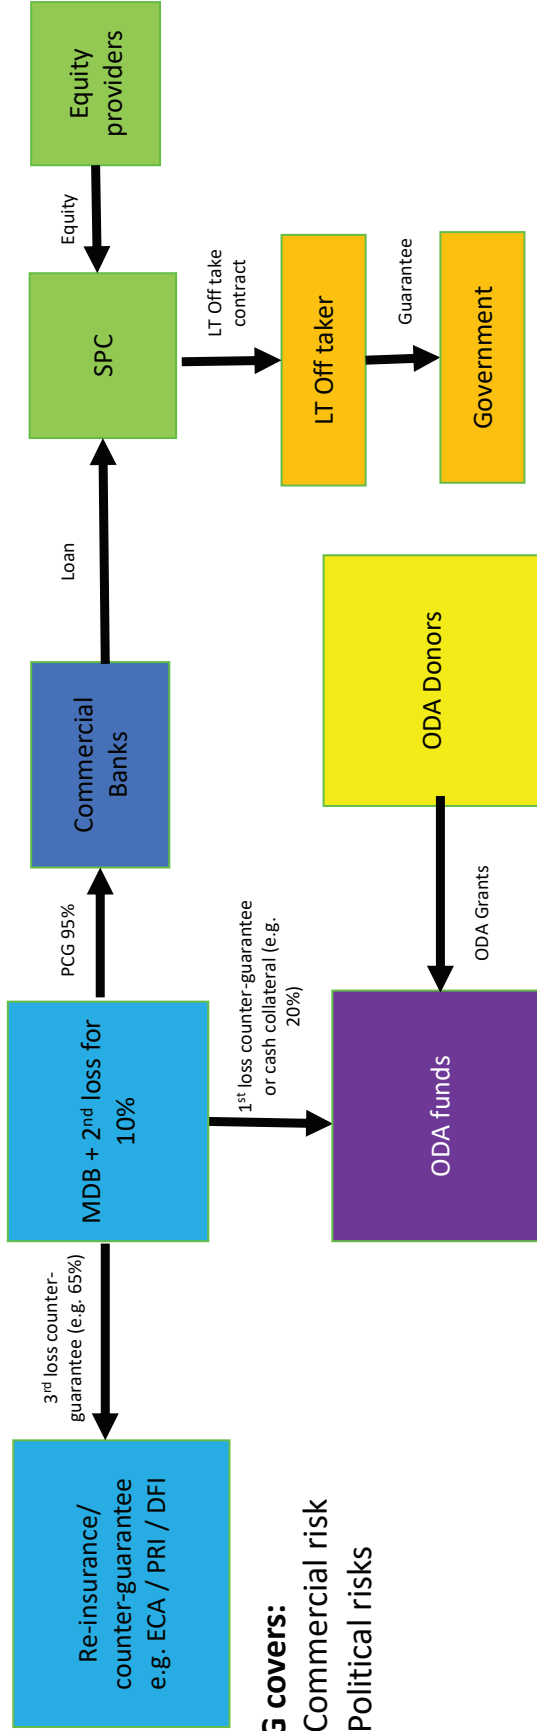 Re-insurance/
counter-guarantee
e.g. ECA / PRI / DFI
3rd loss counter-
guarantee (e.g. 65%)
MDB + 2nd loss for
10%
PCG 95%
Commercial
Banks
Loan
SPC
Equity
Equity
providers
1st loss counter-guarantee
or cash collateral (e.g.
20%)
LT Off take
contract
LT Off taker
Guarantee
Government
ODA funds
ODA Grants
ODA Donors
G covers:
Commercial risk
Political risks